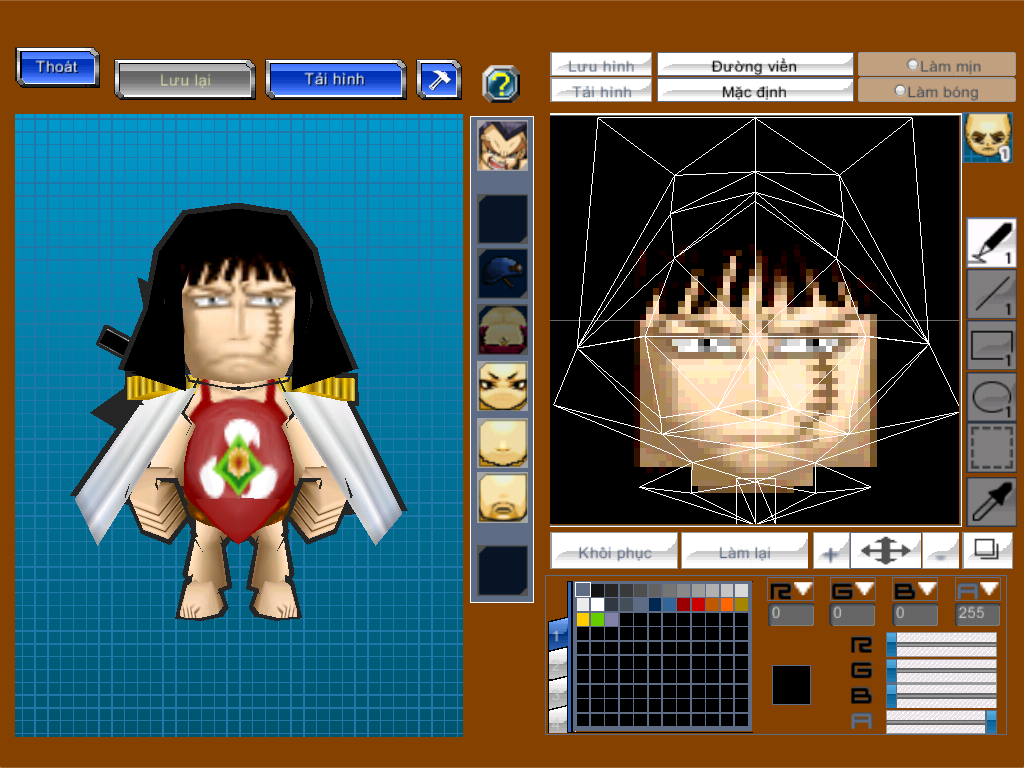 Thoát
Lưu lại
Tải hình
?
Lưu hình
Đường viền
Làm mịn
Tải hình
Mặc định
Làm bóng
1
1
1
1
1
Khôi phục
Làm lại
+
-
R
G
B
A
0
0
0
255
1
R
G
B
A